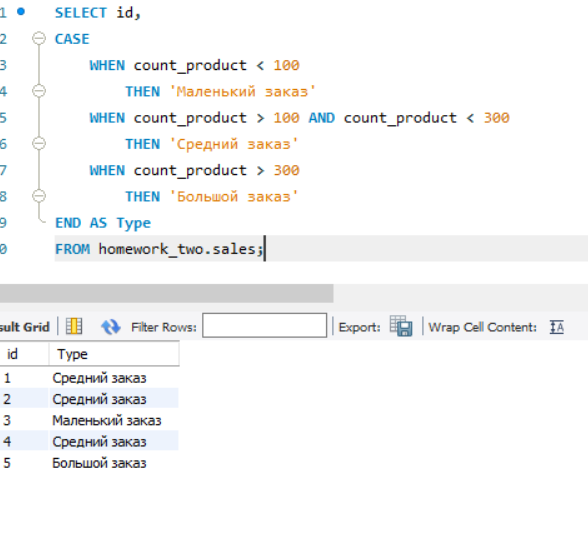 1 SELECT id,
2 CASE
3 WHEN count_product < 100
4 THEN 'Маленький заказ'
5 WHEN count_product > 100 AND count_product < 300
6 THEN 'Средний заказ'
7 WHEN count_product > 300
8 THEN 'Большой заказ'
9 END AS Type
0 FROM homework_two.sales;
sult Grid Filter Rows: Export: Wrap Cell Content: IA
id Type
1 Средний заказ
2 Средний заказ
3 Маленький заказ
4 Средний заказ
5 Большой заказ